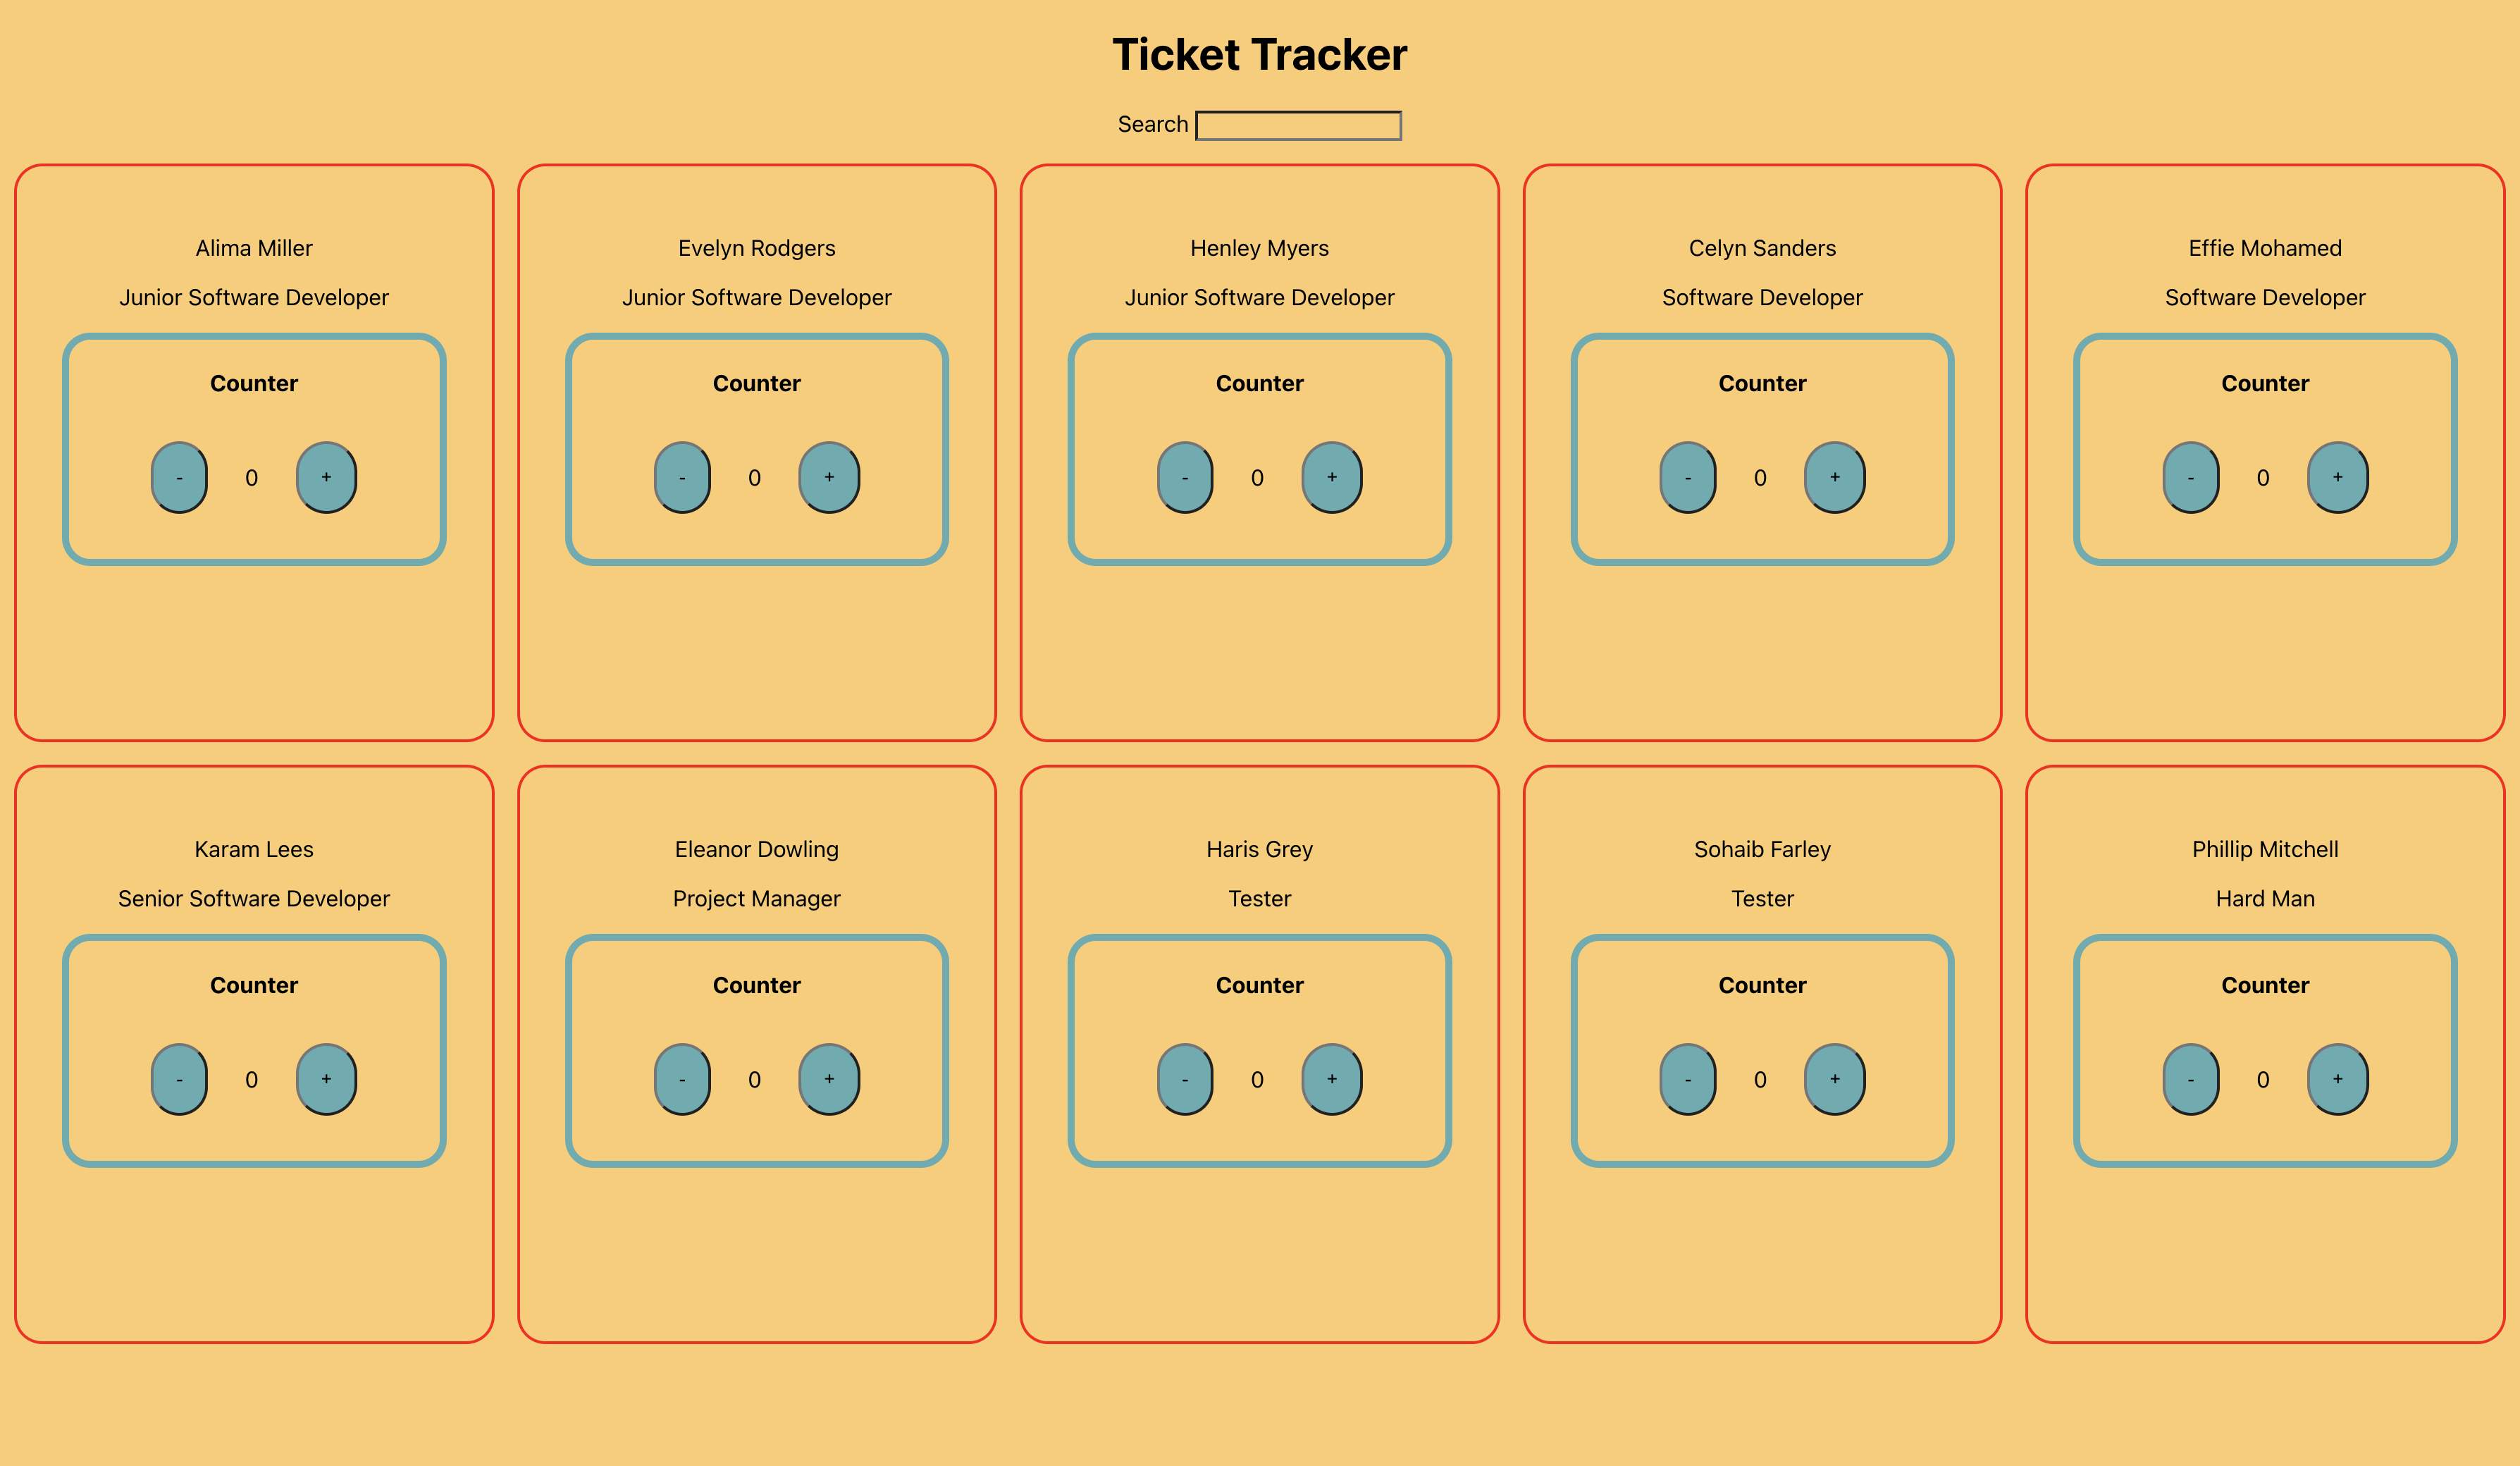 Ticket Tracker
Search
Alima Miller
Junior Software Developer
Counter
- 0 +
Evelyn Rodgers
Junior Software Developer
Counter
- 0 +
Henley Myers
Junior Software Developer
Counter
- 0 +
Celyn Sanders
Software Developer
Counter
- 0 +
Effie Mohamed
Software Developer
Counter
- 0 +
Karam Lees
Senior Software Developer
Counter
- 0 +
Eleanor Dowling
Project Manager
Counter
- 0 +
Haris Grey
Tester
Counter
- 0 +
Sohaib Farley
Tester
Counter
- 0 +
Phillip Mitchell
Hard Man
Counter
- 0 +